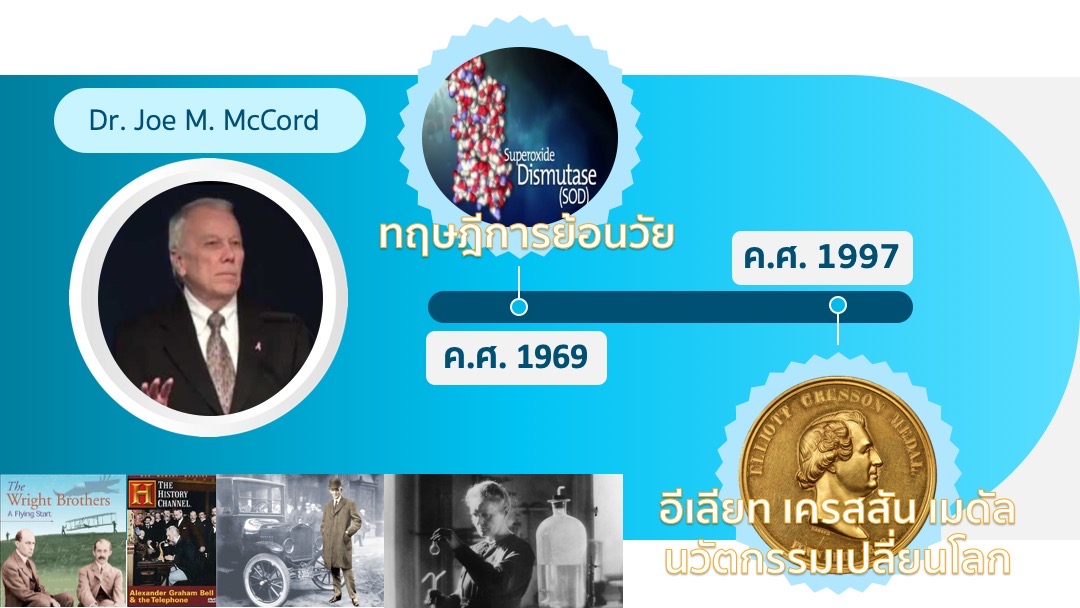 Dr. Joe M. McCord
Superoxide
Dismutase
(SOD)
ทฤษฎีการย้อนวัย
ค.ศ. 1997
ค.ศ. 1969
ELLIOTT CRESSON MEDAL
อีเลียท เครสสัน เมดัล
นวัตกรรมเปลี่ยนโลก
The
Wright Brothers
A Flying Start
H
THE
HISTORY
CHANNEL
Alexander Graham Bell
& the Telephone